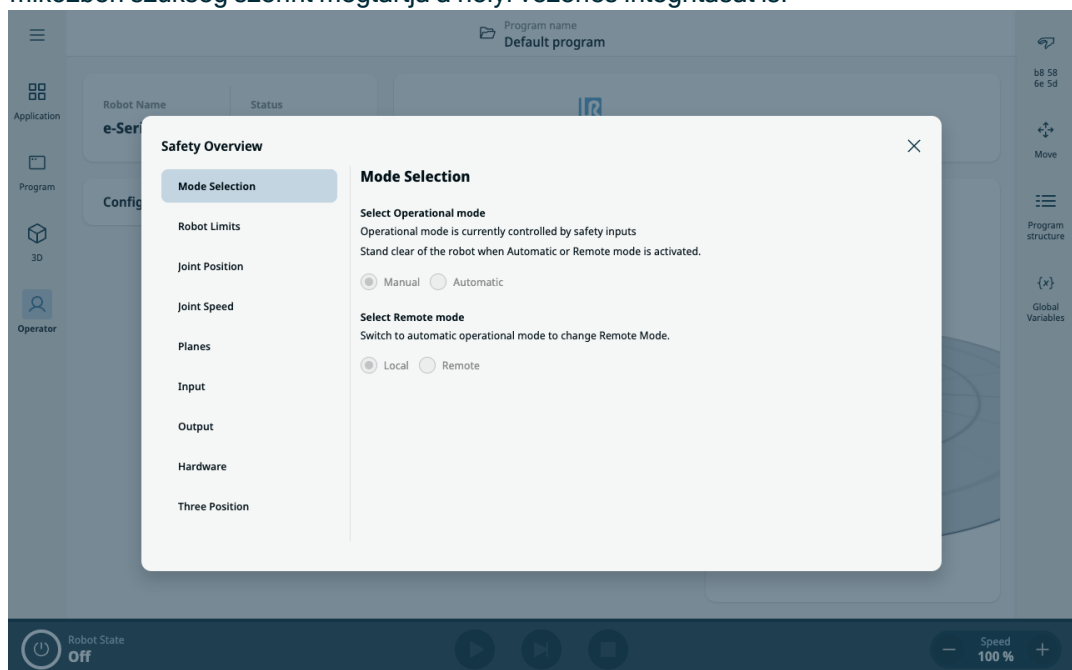 Program name
Default program
b8 58
6e 5d
Application
Robot Name
Status
e-Seri
Move
Program
Config
Program
structure
3D
Global
Variables
Operator
Safety Overview
Mode Selection
Robot Limits
Joint Position
Joint Speed
Planes
Input
Output
Hardware
Three Position
Mode Selection
Select Operational mode
Operational mode is currently controlled by safety inputs
Stand clear of the robot when Automatic or Remote mode is activated.
Manual Automatic
Select Remote mode
Switch to automatic operational mode to change Remote Mode.
Local Remote
Robot State
Off
Speed
100 %